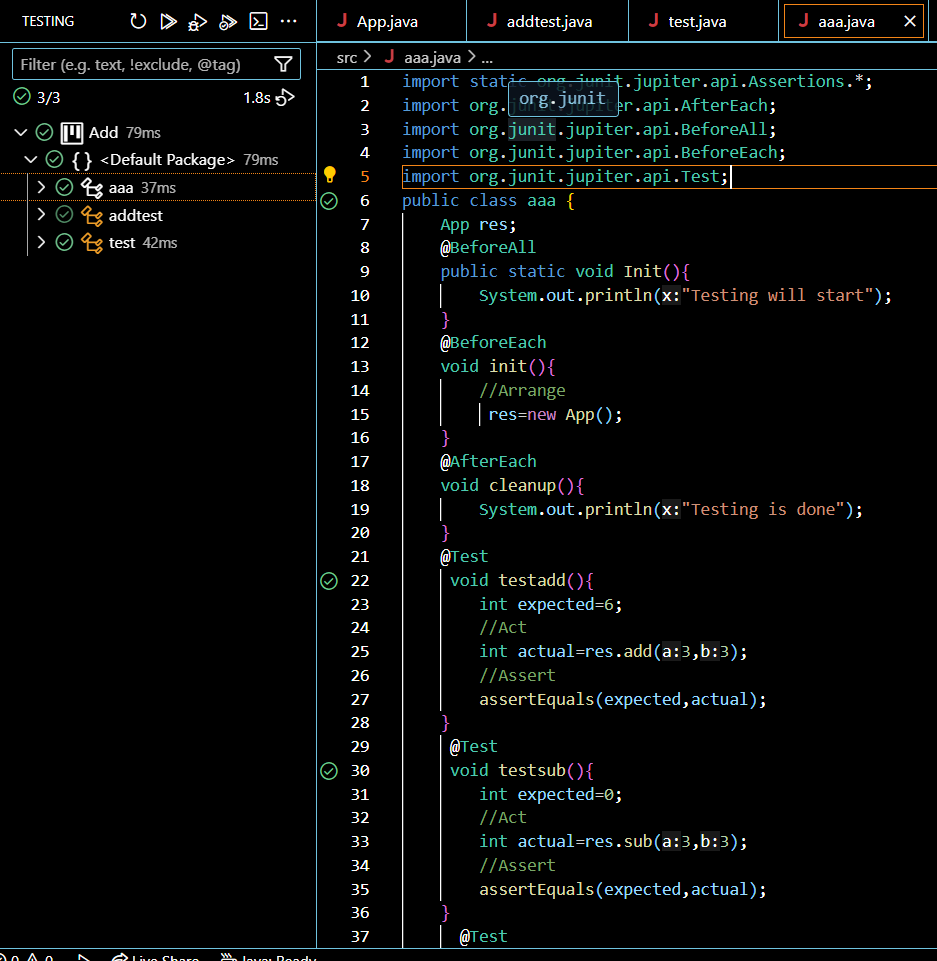 TESTING
Filter (e.g. text, !exclude, @tag)
3/3
1.8s
Add 79ms
{} <Default Package> 79ms
aaa 37ms
addtest
test 42ms
J App.java
J addtest.java
J test.java
J aaa.java
src > J aaa.java > ...
1 import static org.junit.jupiter.api.Assertions.*;
org.junit
2 import org.junit.jupiter.api.AfterEach;
3 import org.junit.jupiter.api.BeforeAll;
4 import org.junit.jupiter.api.BeforeEach;
5 import org.junit.jupiter.api.Test;
6 public class aaa {
7 App res;
8 @BeforeAll
9 public static void Init(){
10 System.out.println(x:"Testing will start");
11 }
12 @BeforeEach
13 void init(){
14 //Arrange
15 res=new App();
16 }
17 @AfterEach
18 void cleanup(){
19 System.out.println(x:"Testing is done");
20 }
21 @Test
22 void testadd(){
23 int expected=6;
24 //Act
25 int actual=res.add(a:3,b:3);
26 //Assert
27 assertEquals(expected,actual);
28 }
29 @Test
30 void testsub(){
31 int expected=0;
32 //Act
33 int actual=res.sub(a:3,b:3);
34 //Assert
35 assertEquals(expected,actual);
36 }
37 @Test
0 0 Live Share Java: Ready